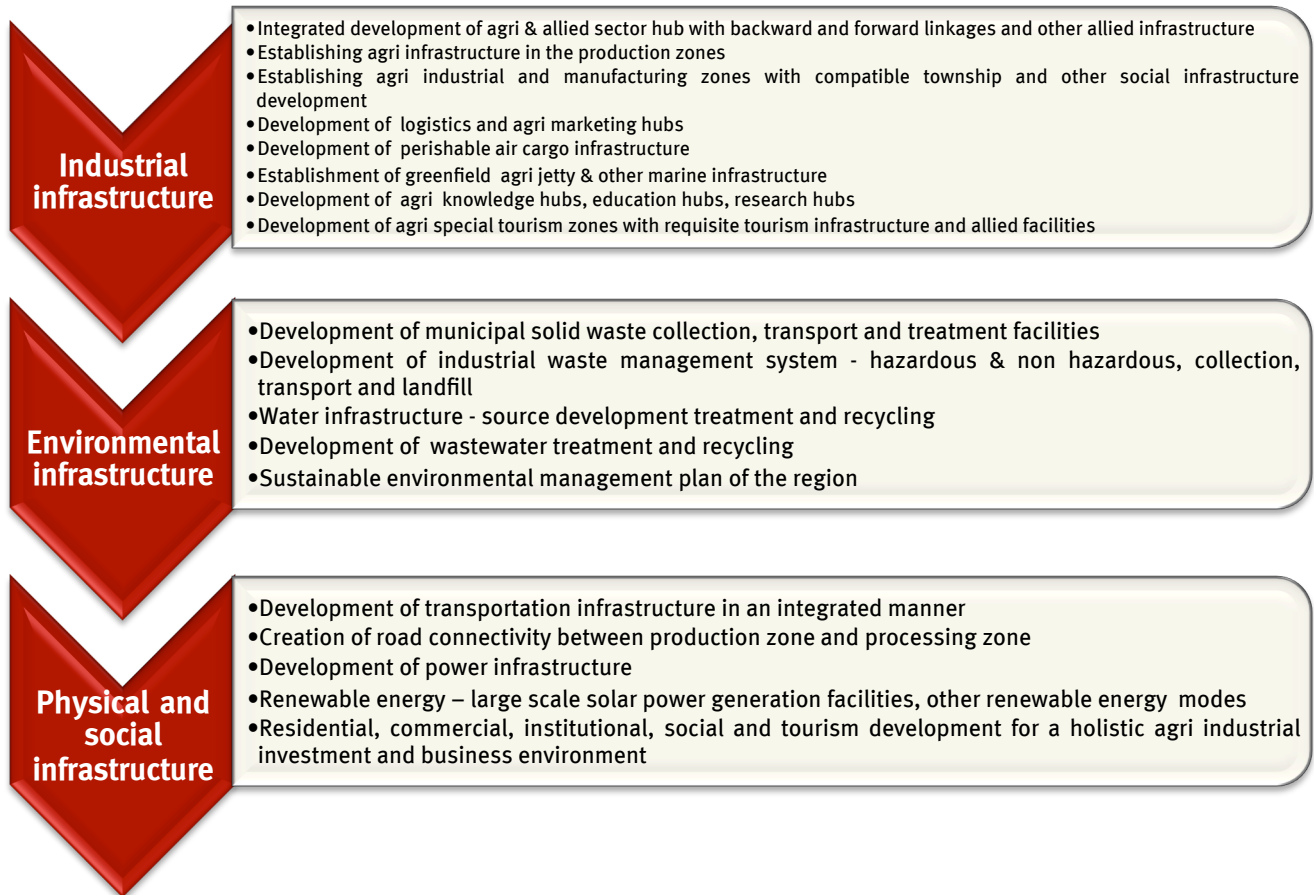 Industrial
infrastructure
•Integrated development of agri & allied sector hub with backward and forward linkages and other allied infrastructure
•Establishing agri infrastructure in the production zones
•Establishing agri industrial and manufacturing zones with compatible township and other social infrastructure
development
•Development of logistics and agri marketing hubs
•Development of perishable air cargo infrastructure
•Establishment of greenfield agri jetty & other marine infrastructure
•Development of agri knowledge hubs, education hubs, research hubs
•Development of agri special tourism zones with requisite tourism infrastructure and allied facilities
Environmental
infrastructure
•Development of municipal solid waste collection, transport and treatment facilities
•Development of industrial waste management system - hazardous & non hazardous, collection,
transport and landfill
•Water infrastructure - source development treatment and recycling
•Development of wastewater treatment and recycling
•Sustainable environmental management plan of the region
Physical and
social
infrastructure
•Development of transportation infrastructure in an integrated manner
•Creation of road connectivity between production zone and processing zone
•Development of power infrastructure
•Renewable energy – large scale solar power generation facilities, other renewable energy modes
•Residential, commercial, institutional, social and tourism development for a holistic agri industrial
investment and business environment